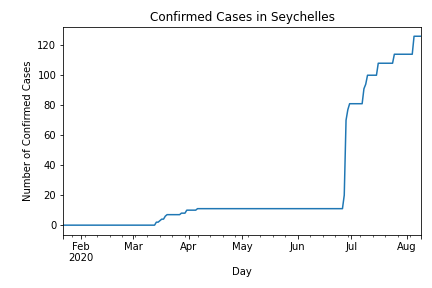 Confirmed Cases in Seychelles
Number of Confirmed Cases
120
100
80
60
40
20
0
Feb Mar Apr May Jun Jul Aug
2020
Day